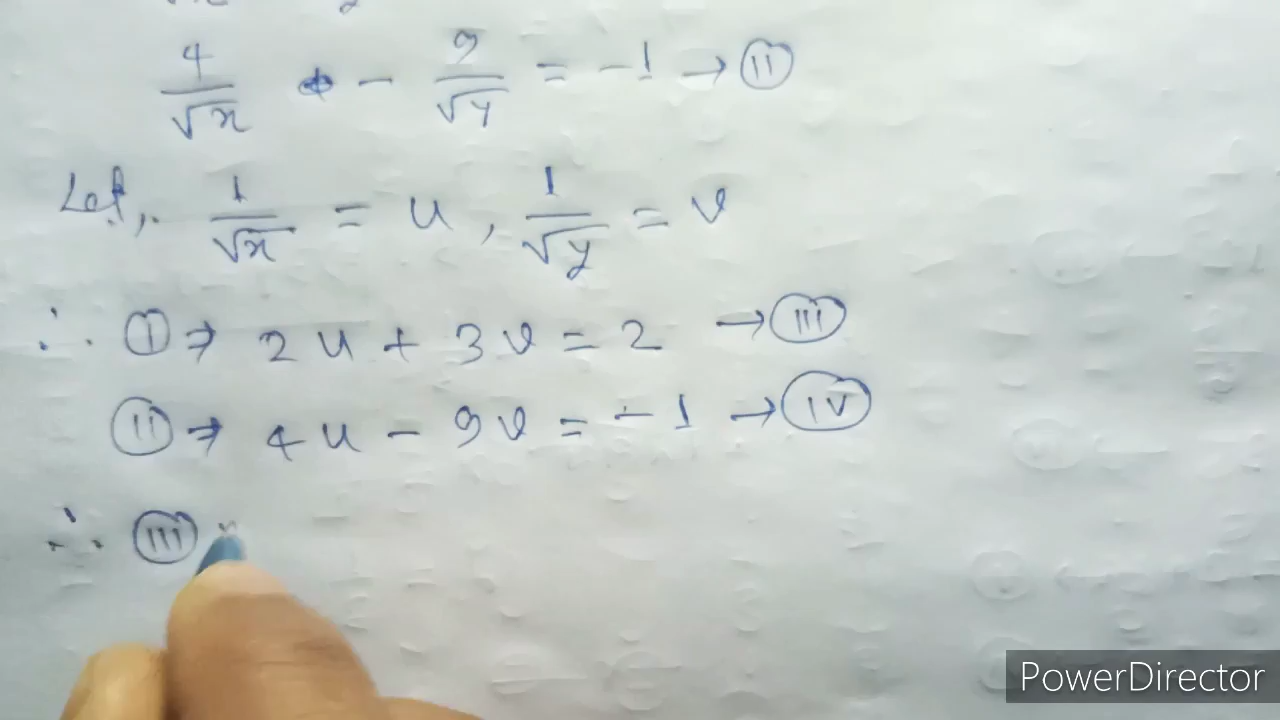 4/√x - 9/√y = -1 → (II)
Let, 1/√x = u, 1/√y = v
∴ (I) ⇒ 2u + 3v = 2 → (III)
(II) ⇒ 4u - 9v = -1 → (IV)
∴ (III)
PowerDirector